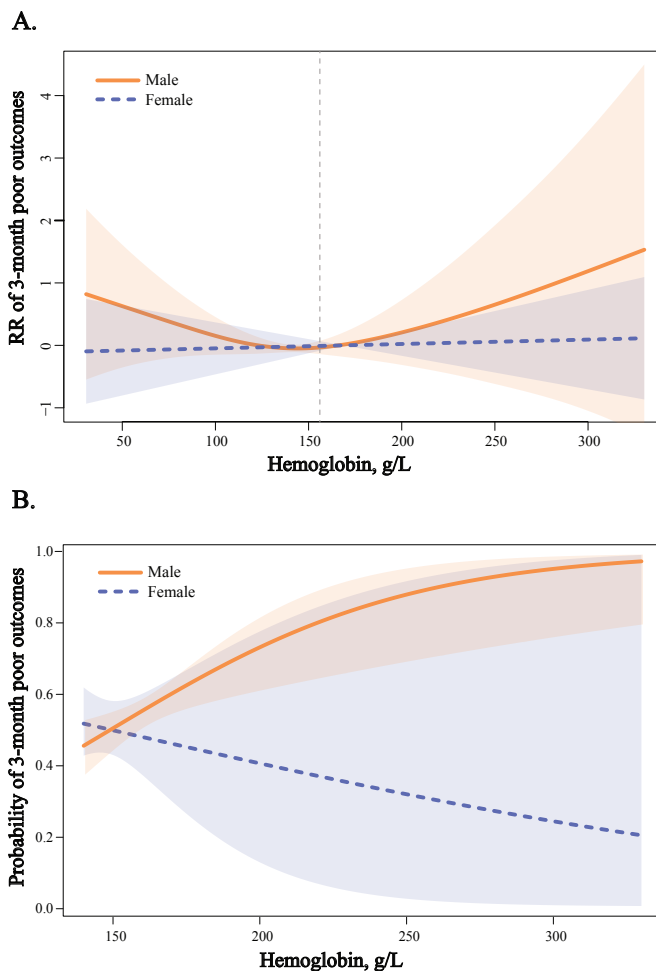 A.
Male
Female
4
3
2
1
0
−1
RR of 3-month poor outcomes
50 100 150 200 250 300
Hemoglobin, g/L
B.
Male
Female
1.0
0.8
0.6
0.4
0.2
0.0
Probability of 3-month poor outcomes
150 200 250 300
Hemoglobin, g/L